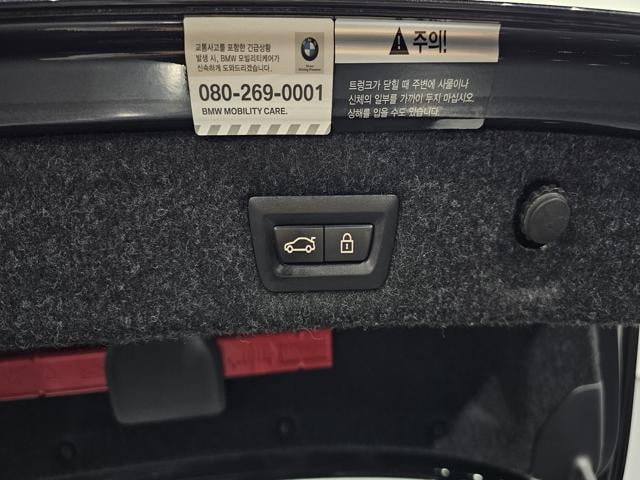 교통사고를 포함한 긴급상황
발생 시, BMW 모빌리티케어가
신속하게 도와드리겠습니다.
080-269-0001
BMW MOBILITY CARE.
주의!
트렁크가 닫힐 때 주변에 사물이나
신체의 일부를 가까이 두지 마십시오.
상해를 입을 수도 있습니다.